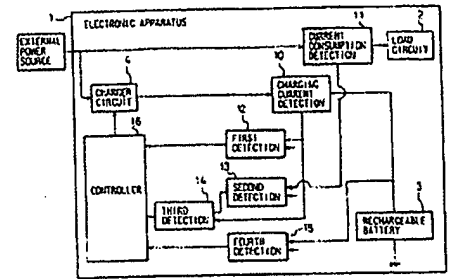 1
ELECTRONIC APPARATUS
11
2
EXTERNAL
POWER
SOURCE
CURRENT
CONSUMPTION
DETECTION
LOAD
CIRCUIT
CHARGER
CIRCUIT
10
CHARGING
CURRENT
DETECTION
16
12
FIRST
DETECTION
CONTROLLER
14
13
SECOND
DETECTION
THIRD
DETECTION
15
FOURTH
DETECTION
3
RECHARGEABLE
BATTERY